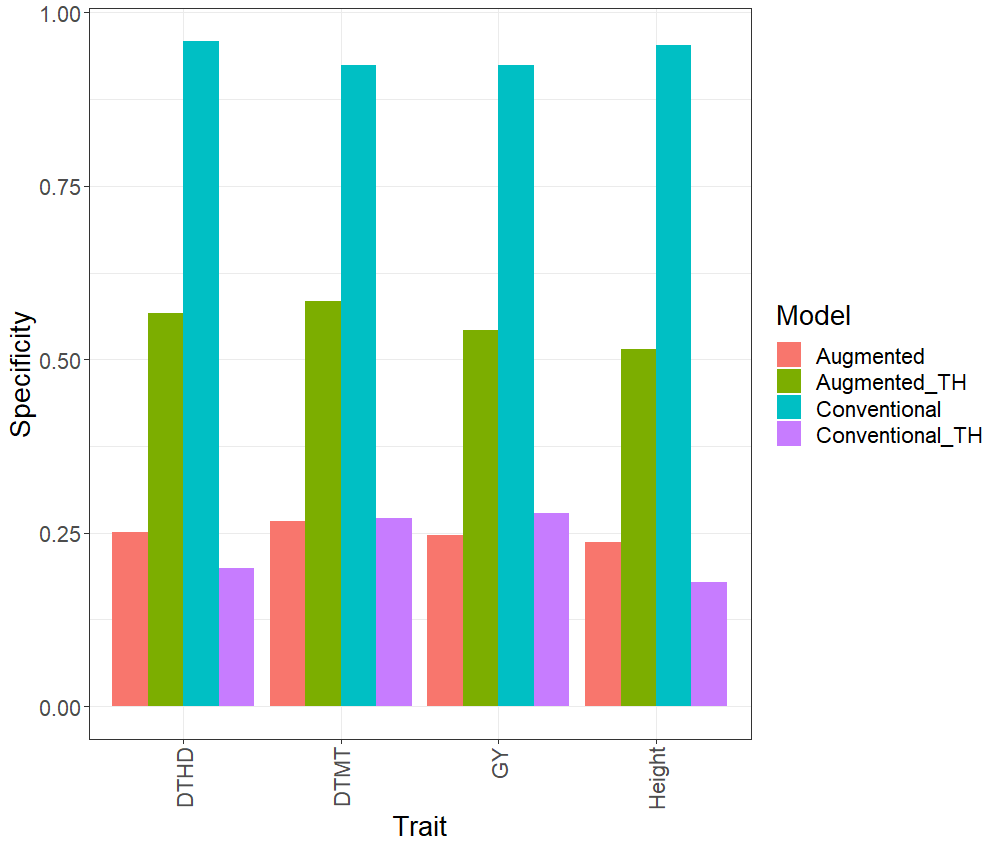 1.00
0.75
0.50
0.25
0.00
Specificity
DTHD
DTMT
GY
Height
Trait
Model
Augmented
Augmented_TH
Conventional
Conventional_TH